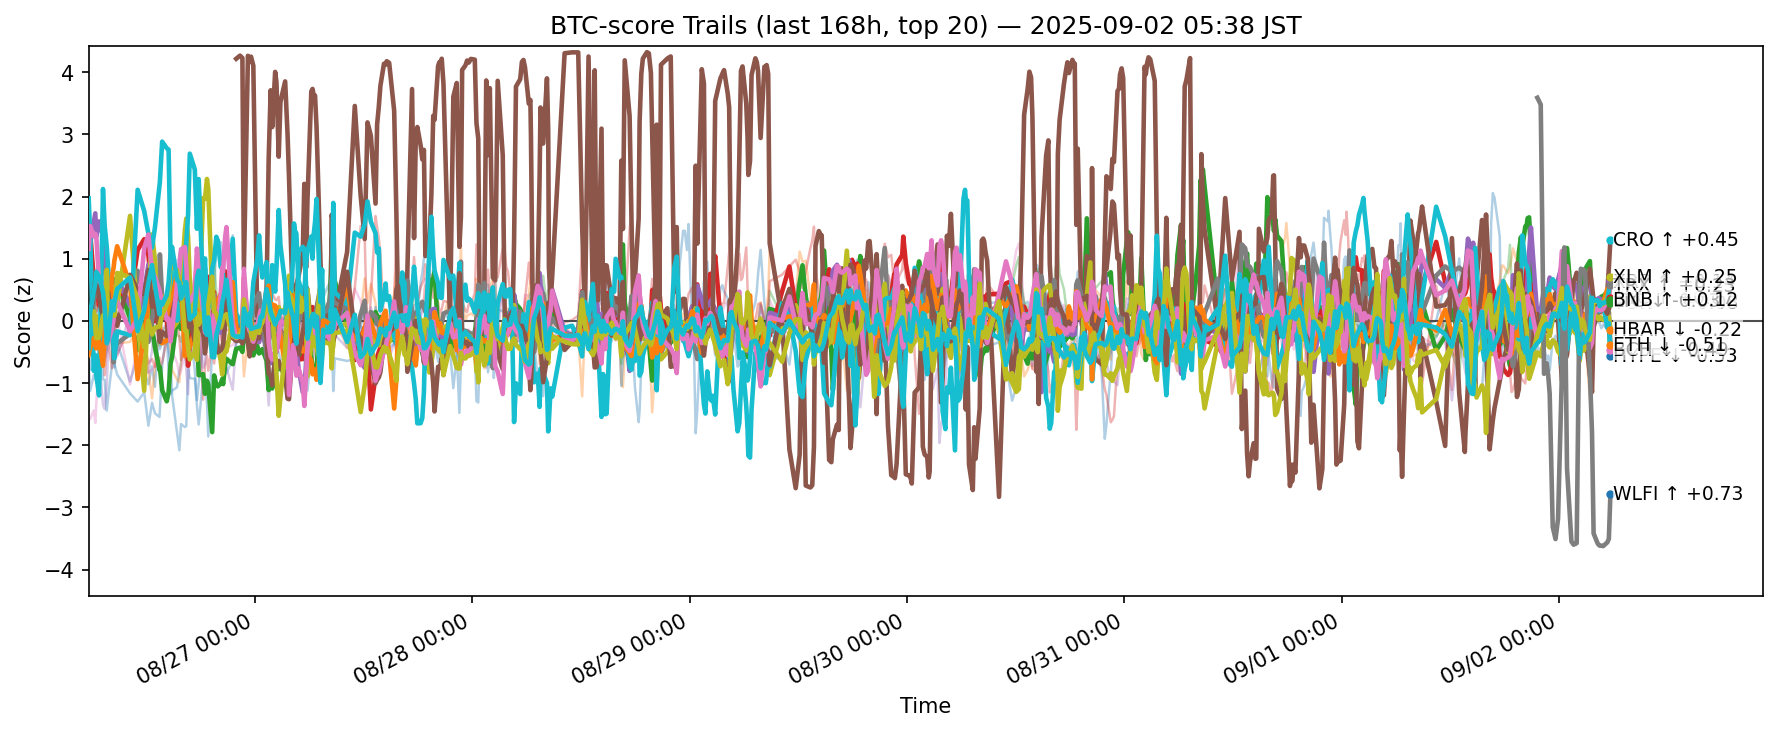 BTC-score Trails (last 168h, top 20) — 2025-09-02 05:38 JST
Score (z)
4
3
2
1
0
−1
−2
−3
−4
CRO ↑ +0.45
XLM ↑ +0.25
BNB ↑ +0.12
HBAR ↓ -0.22
ETH ↓ -0.51
WLFI ↑ +0.73
08/27 00:00
08/28 00:00
08/29 00:00
08/30 00:00
08/31 00:00
09/01 00:00
09/02 00:00
Time